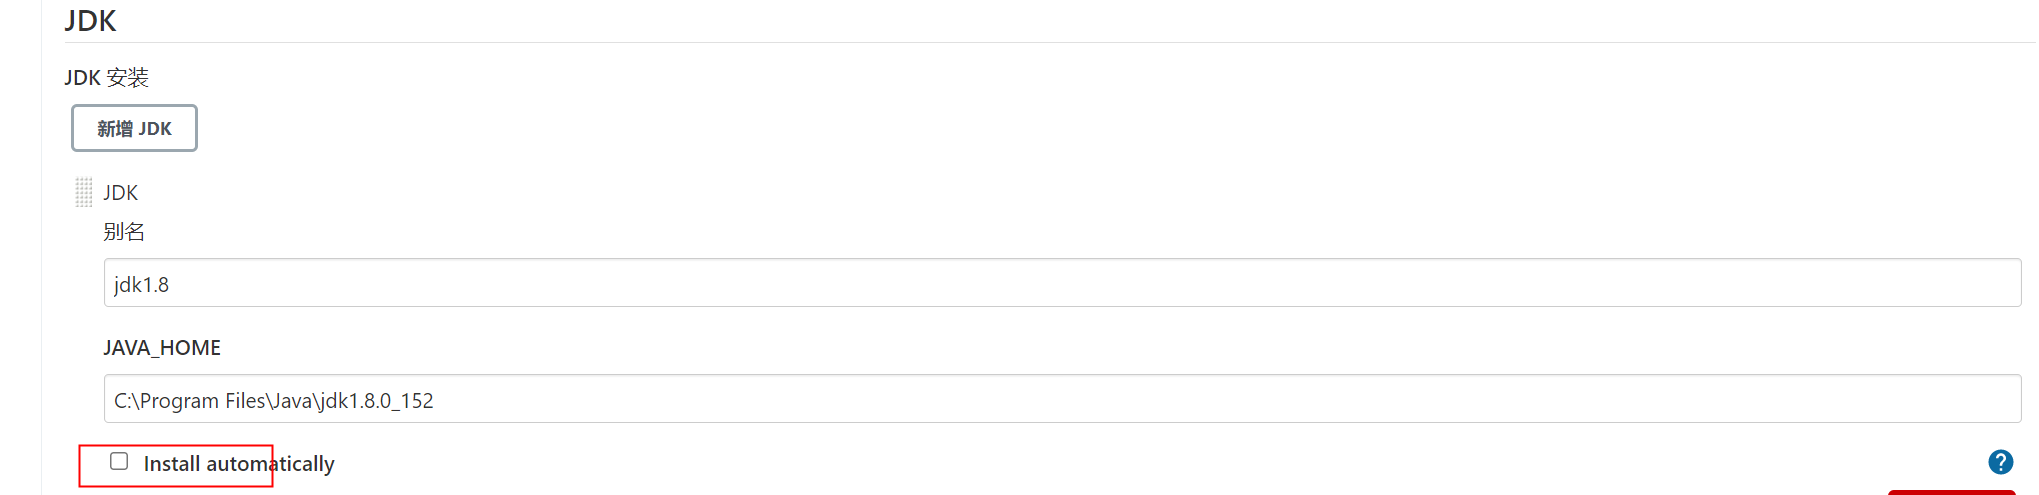 JDK
JDK 安装
新增 JDK
JDK
别名
jdk1.8
JAVA_HOME
C:\Program Files\Java\jdk1.8.0_152
Install automatically
?